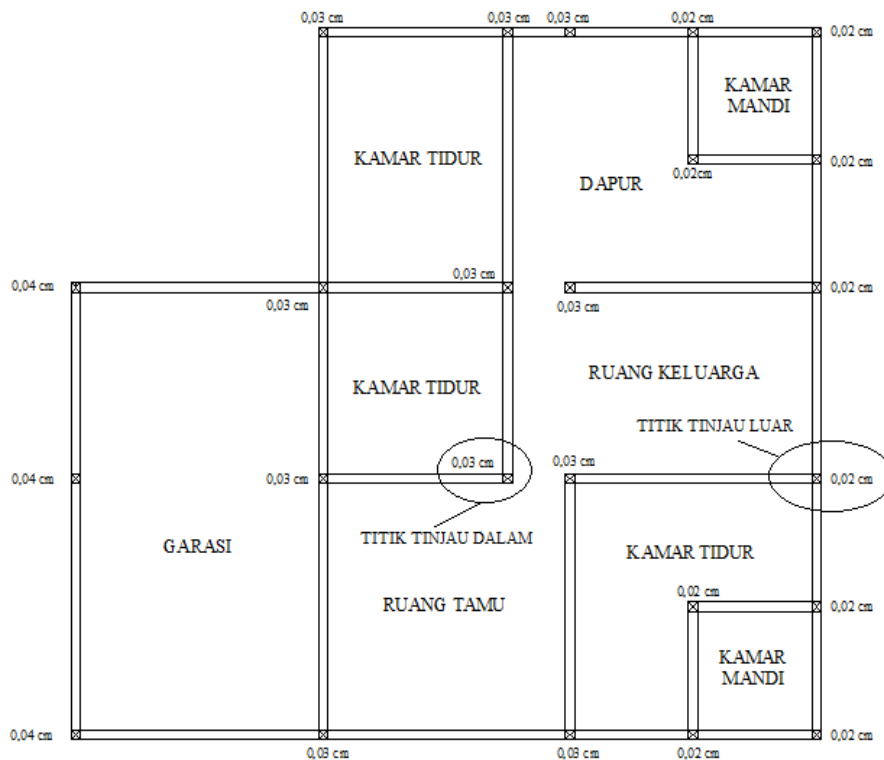 0,03 cm
0,03 cm
0,03 cm
0,02 cm
0,02 cm
KAMAR
MANDI
KAMAR TIDUR
0,02cm
0,02 cm
DAPUR
0,04 cm
0,03 cm
0,03 cm
0,03 cm
0,02 cm
KAMAR TIDUR
RUANG KELUARGA
TITIK TINJAU LUAR
0,04 cm
0,03 cm
0,03 cm
0,03 cm
0,02 cm
GARASI
TITIK TINJAU DALAM
KAMAR TIDUR
RUANG TAMU
0,02 cm
0,02 cm
KAMAR
MANDI
0,04 cm
0,03 cm
0,03 cm
0,02 cm
0,02 cm